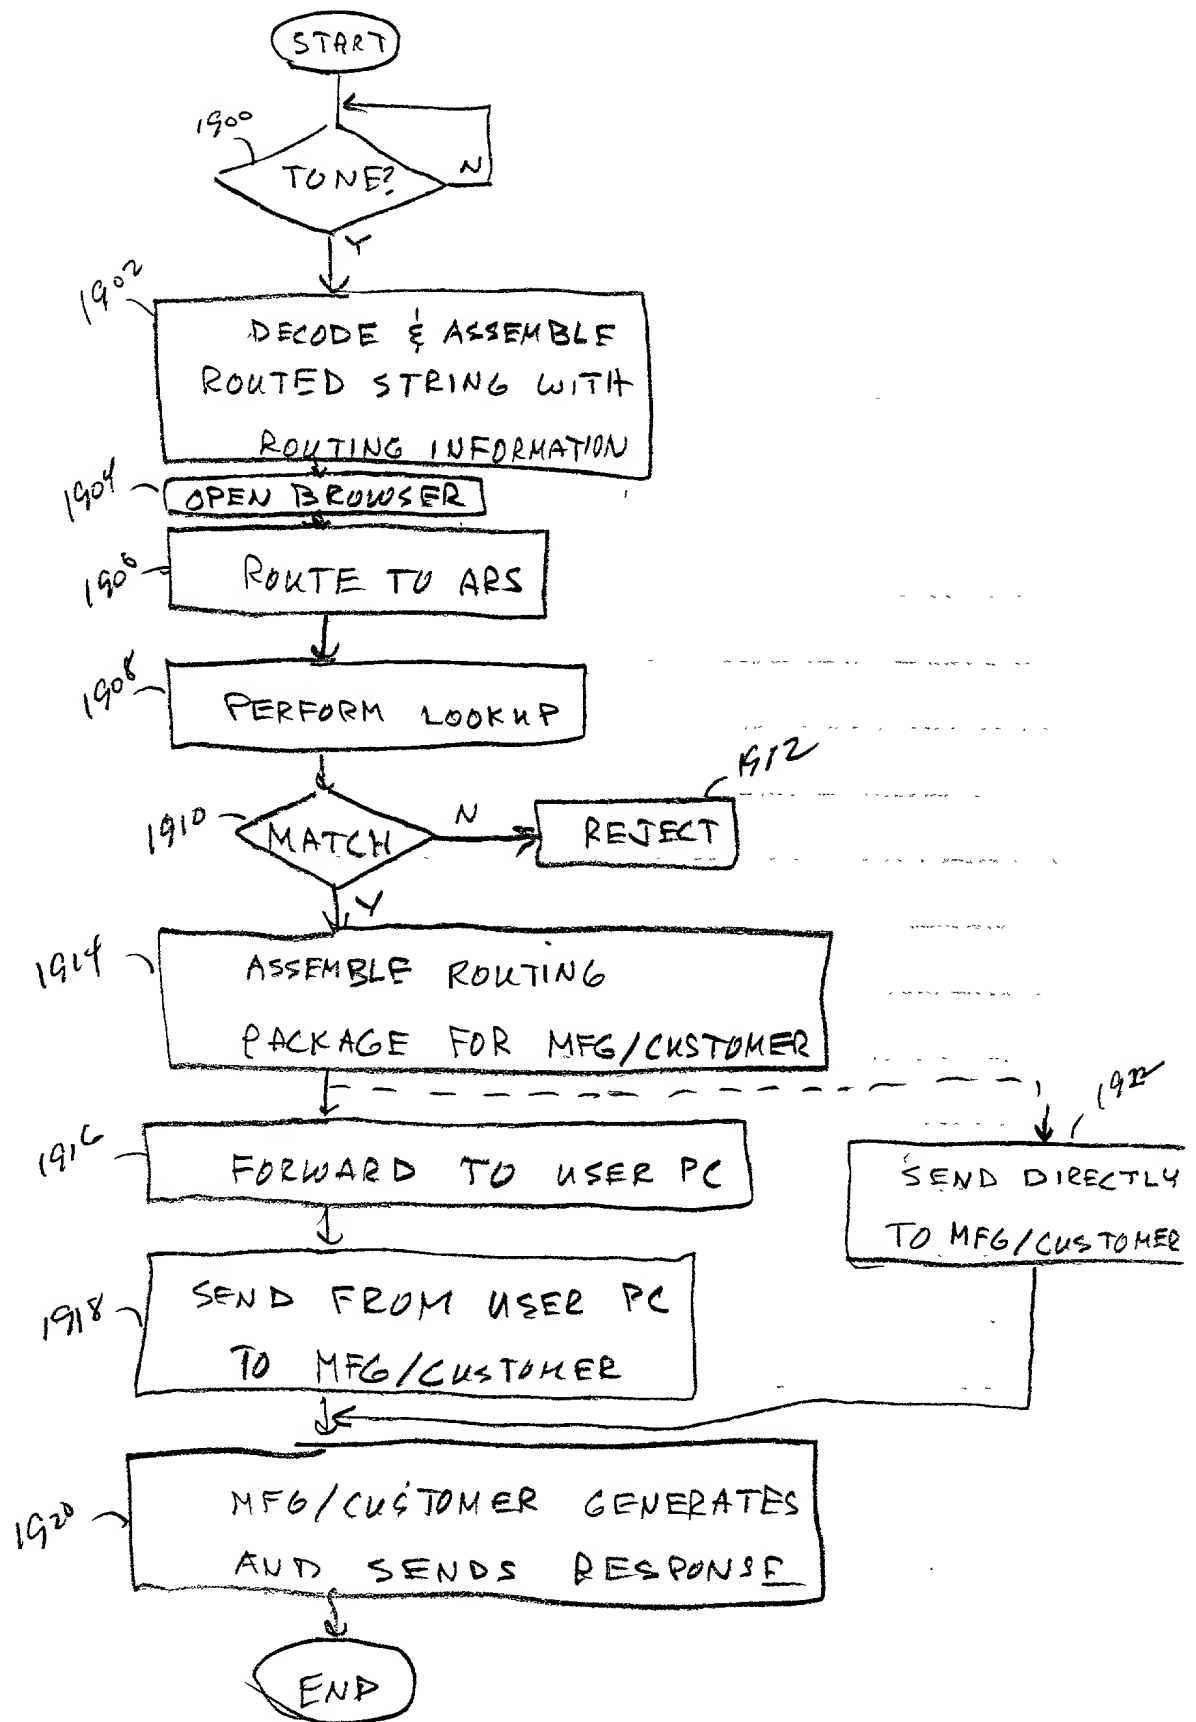 START
1900
TONE?
N
Y
1902
DECODE & ASSEMBLE
ROUTED STRING WITH
ROUTING INFORMATION
1904
OPEN BROWSER
1906
ROUTE TO ARS
1908
PERFORM LOOKUP
1910
MATCH
N
1912
REJECT
Y
1914
ASSEMBLE ROUTING
PACKAGE FOR MFG/CUSTOMER
1916
FORWARD TO USER PC
1922
SEND DIRECTLY
TO MFG/CUSTOMER
1918
SEND FROM USER PC
TO MFG/CUSTOMER
1920
MFG/CUSTOMER GENERATES
AND SENDS RESPONSE
END